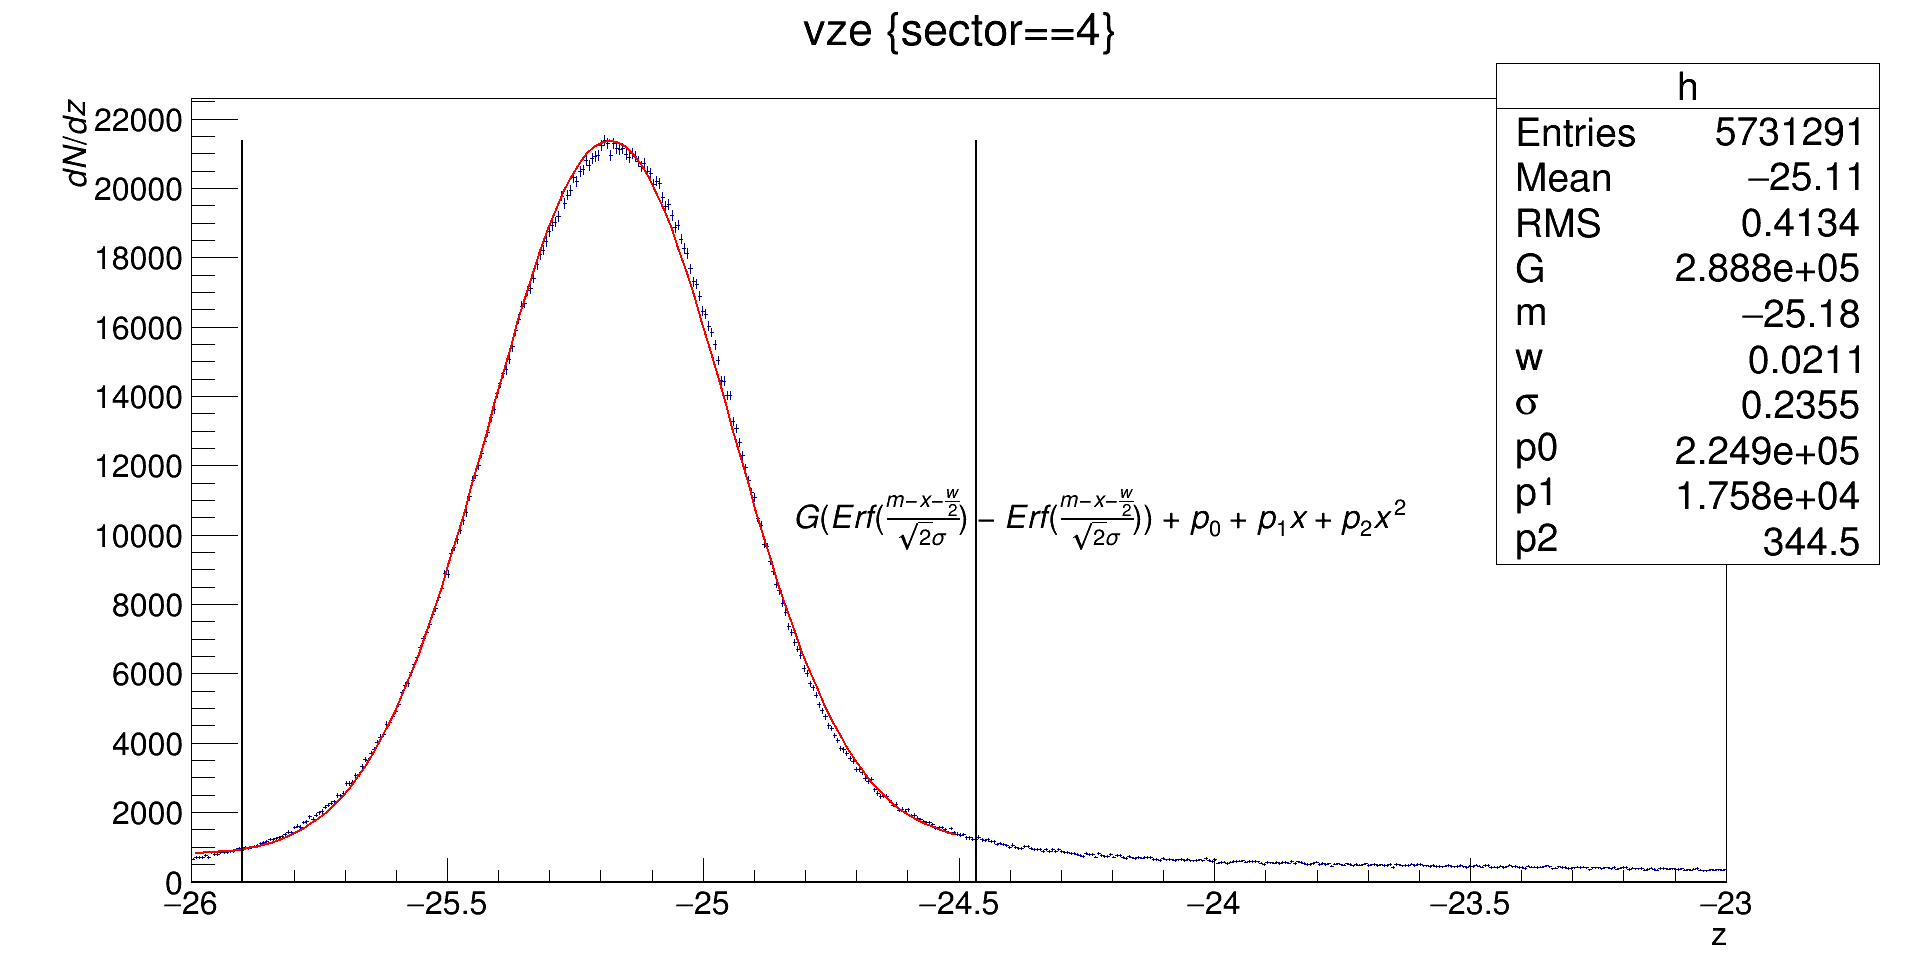 vze {sector==4}
h
Entries 5731291
Mean −25.11
RMS 0.4134
G 2.888e+05
m −25.18
w 0.0211
σ 0.2355
p0 2.249e+05
p1 1.758e+04
p2 344.5
dN/dz
22000
20000
18000
16000
14000
12000
10000
8000
6000
4000
2000
0
G(Erf((m−x−w/2)/(√2σ)) − Erf((m−x−w/2)/(√2σ))) + p₀ + p₁x + p₂x²
−26 −25.5 −25 −24.5 −24 −23.5 −23
z